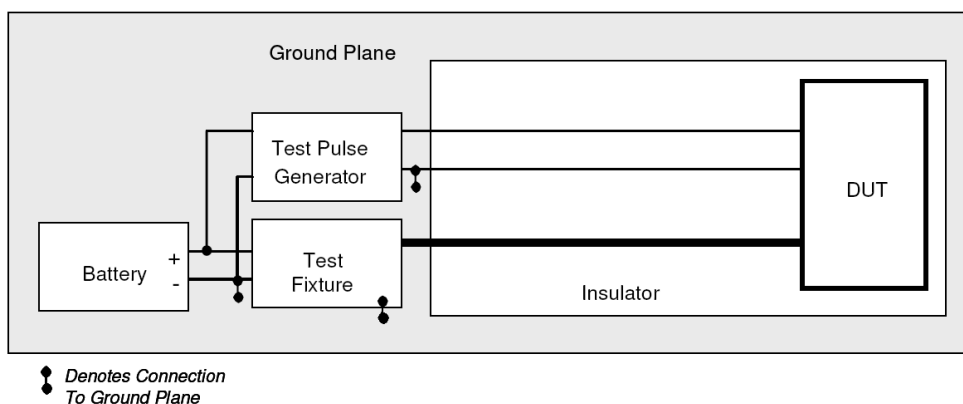 Ground Plane
Test Pulse
Generator
DUT
Battery
+
-
Test
Fixture
Insulator
Denotes Connection
To Ground Plane